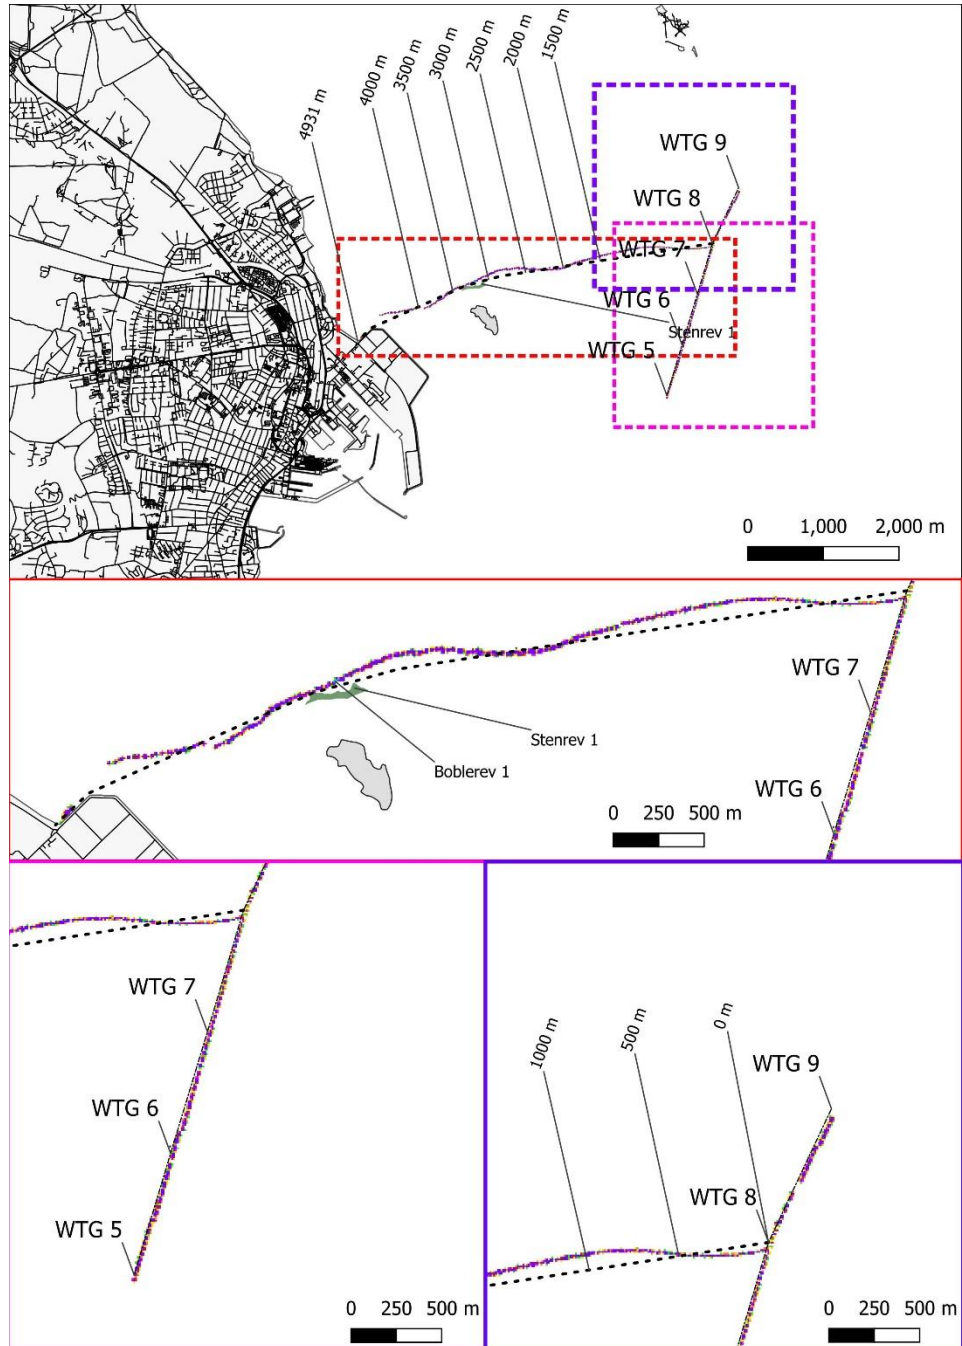 4931 m
4000 m
3500 m
3000 m
2500 m
2000 m
1500 m
WTG 9
WTG 8
WTG 7
WTG 6
Stenrev 1
WTG 5
0 1,000 2,000 m
WTG 7
Stenrev 1
Boblerev 1
WTG 6
0 250 500 m
WTG 7
WTG 6
WTG 5
0 250 500 m
1000 m
500 m
0 m
WTG 9
WTG 8
0 250 500 m